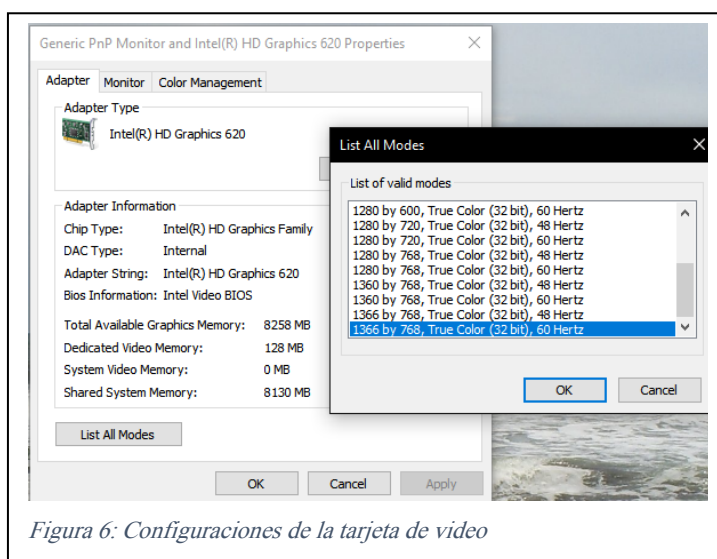 Generic PnP Monitor and Intel(R) HD Graphics 620 Properties
Adapter Monitor Color Management
Adapter Type
Intel(R) HD Graphics 620
Adapter Information
Chip Type: Intel(R) HD Graphics Family
DAC Type: Internal
Adapter String: Intel(R) HD Graphics 620
Bios Information: Intel Video BIOS
Total Available Graphics Memory: 8258 MB
Dedicated Video Memory: 128 MB
System Video Memory: 0 MB
Shared System Memory: 8130 MB
List All Modes
OK Cancel Apply
List All Modes
List of valid modes
1280 by 600, True Color (32 bit), 60 Hertz
1280 by 720, True Color (32 bit), 48 Hertz
1280 by 720, True Color (32 bit), 60 Hertz
1280 by 768, True Color (32 bit), 48 Hertz
1280 by 768, True Color (32 bit), 60 Hertz
1360 by 768, True Color (32 bit), 48 Hertz
1360 by 768, True Color (32 bit), 60 Hertz
1366 by 768, True Color (32 bit), 48 Hertz
1366 by 768, True Color (32 bit), 60 Hertz
OK Cancel
Figura 6: Configuraciones de la tarjeta de video